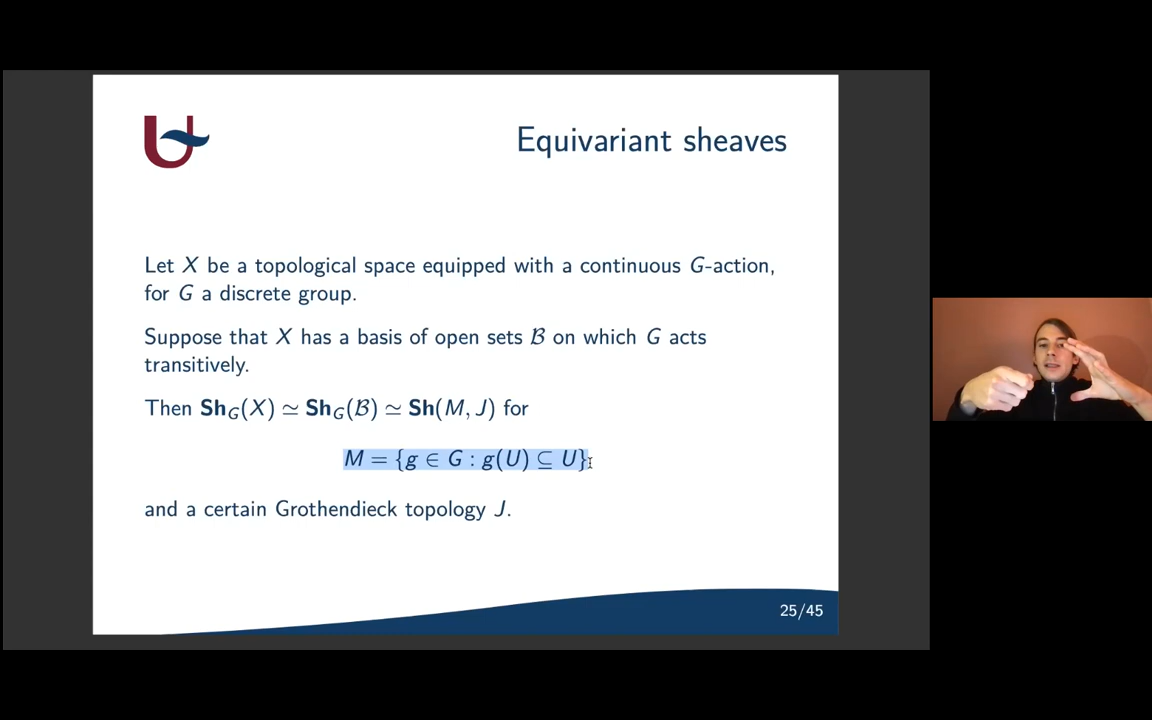 Equivariant sheaves
Let X be a topological space equipped with a continuous G-action,
for G a discrete group.
Suppose that X has a basis of open sets ℬ on which G acts
transitively.
Then Sh_G(X) ≃ Sh_G(ℬ) ≃ Sh(M, J) for
M = {g ∈ G : g(U) ⊆ U}
and a certain Grothendieck topology J.
25/45